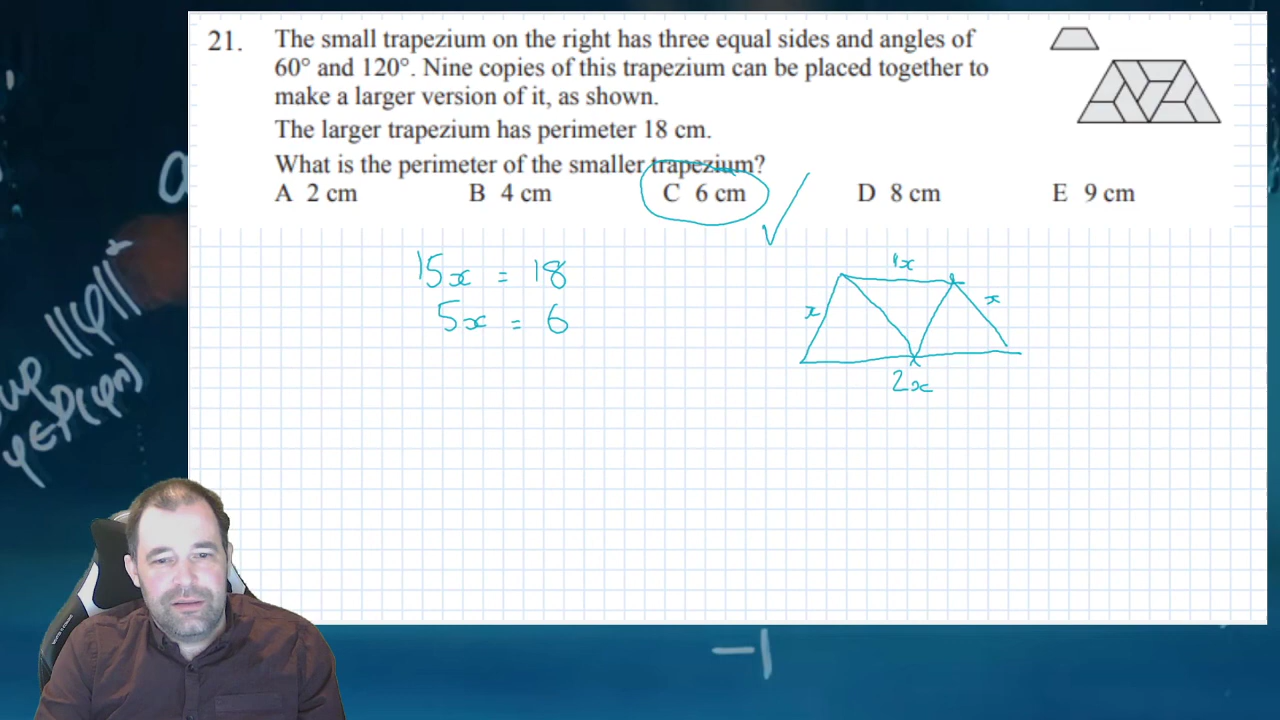 21. The small trapezium on the right has three equal sides and angles of
60° and 120°. Nine copies of this trapezium can be placed together to
make a larger version of it, as shown.
The larger trapezium has perimeter 18 cm.
What is the perimeter of the smaller trapezium?
A 2 cm B 4 cm C 6 cm D 8 cm E 9 cm
15x = 18
5x = 6
1x
x
x
2x
||φ||
φ∈D(φn)
-1